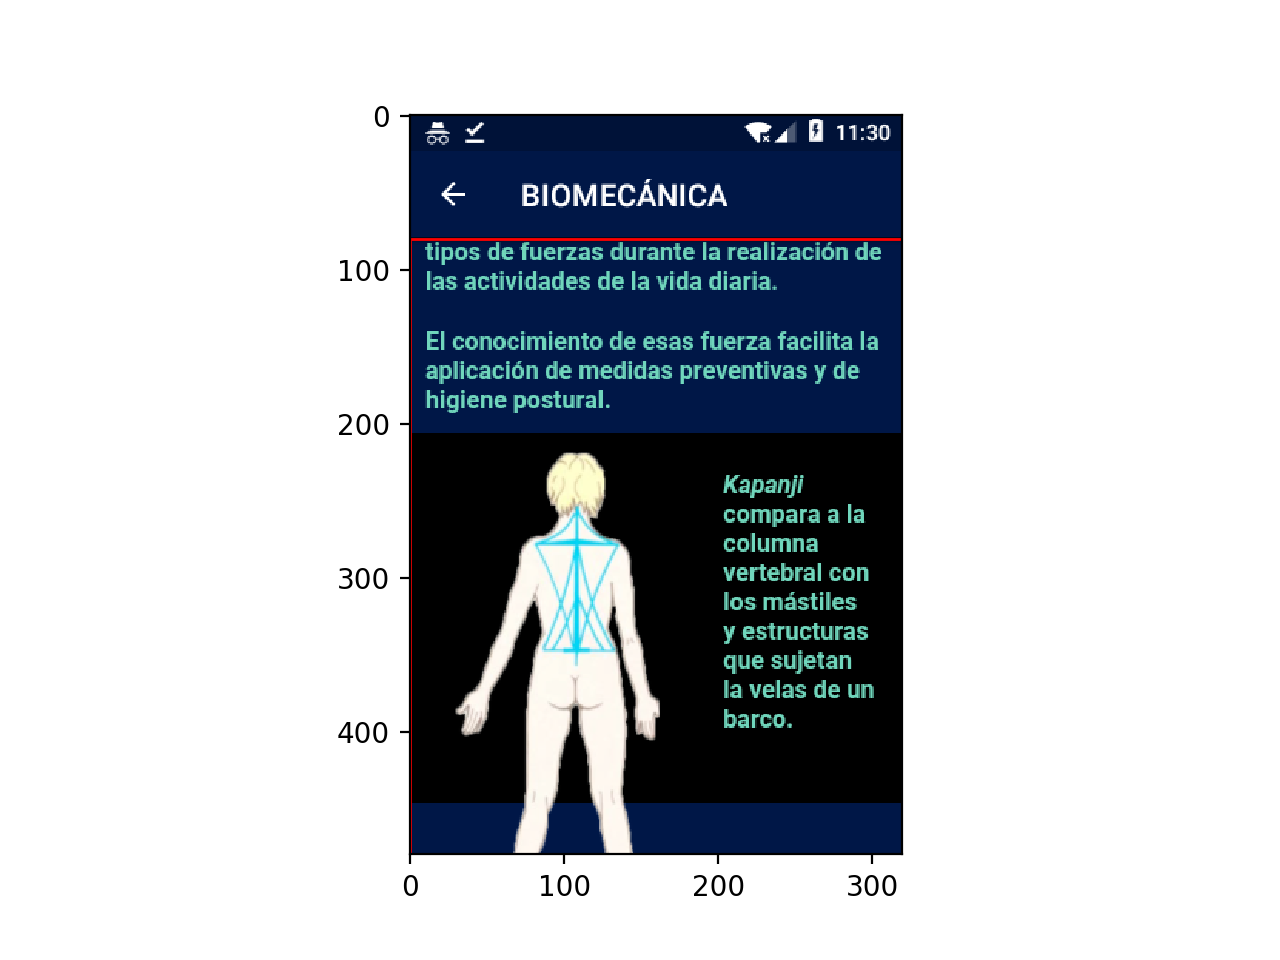 0
100
200
300
400
11:30
BIOMECÁNICA
tipos de fuerzas durante la realización de
las actividades de la vida diaria.
El conocimiento de esas fuerza facilita la
aplicación de medidas preventivas y de
higiene postural.
Kapanji
compara a la
columna
vertebral con
los mástiles
y estructuras
que sujetan
la velas de un
barco.
0
100
200
300